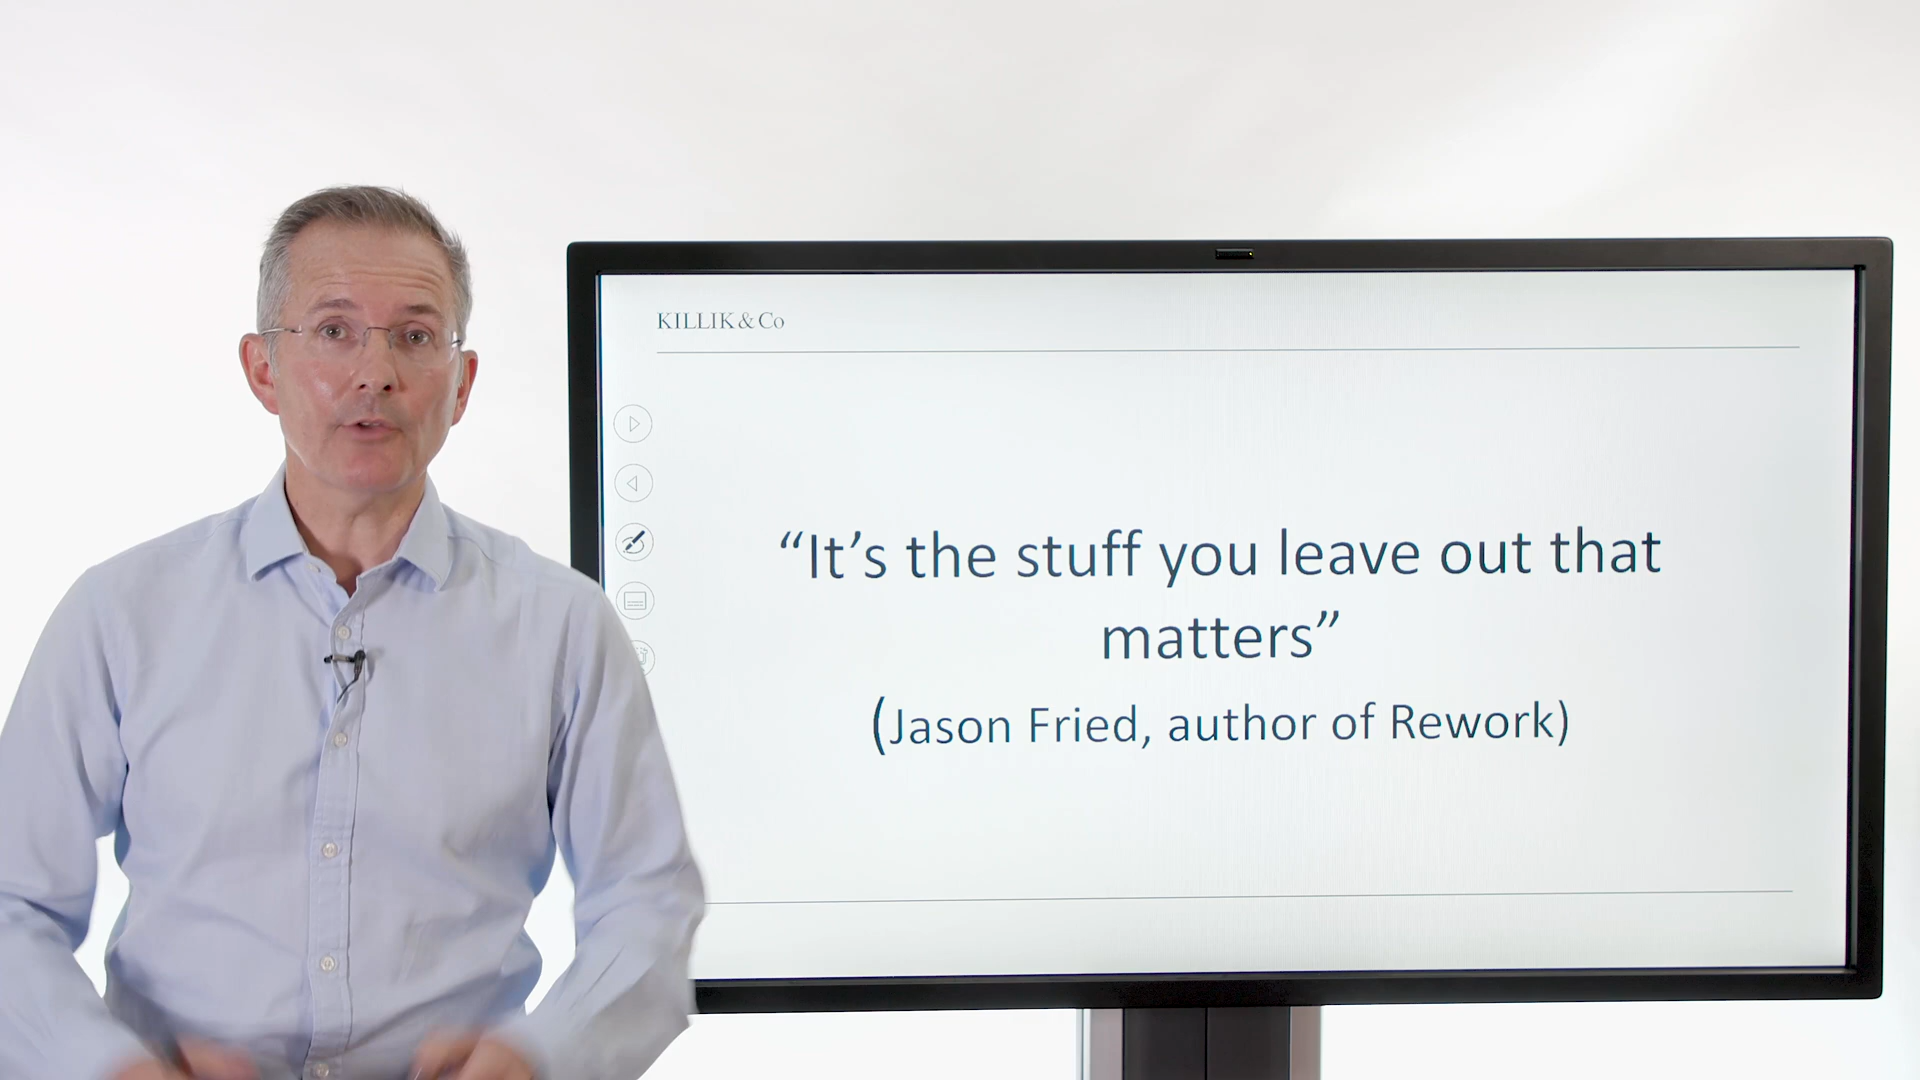 KILLIK & Co
“It’s the stuff you leave out that
matters”
(Jason Fried, author of Rework)